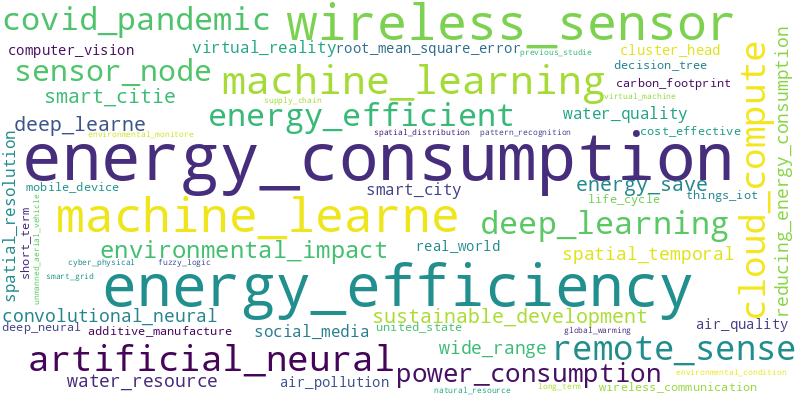 covid_pandemic
wireless_sensor
computer_vision
virtual_reality
root_mean_square_error
previous_studie
cluster_head
decision_tree
sensor_node
machine_learning
carbon_footprint
smart_citie
supply_chain
virtual_machine
energy_efficient
water_quality
deep_learne
environmental_monitore
spatial_distribution
pattern_recognition
cost_effective
energy_consumption
cloud_compute
reducing_energy_consumption
spatial_resolution
mobile_device
smart_city
energy_save
things_iot
life_cycle
short_term
unmanned_aerial_vehicle
machine_learne
deep_learning
environmental_impact
real_world
spatial_temporal
cyber_physical
fuzzy_logic
smart_grid
energy_efficiency
convolutional_neural
sustainable_development
deep_neural
additive_manufacture
social_media
united_state
global_warming
air_quality
artificial_neural
wide_range
remote_sense
water_resource
air_pollution
power_consumption
environmental_condition
natural_resource
long_term
wireless_communication